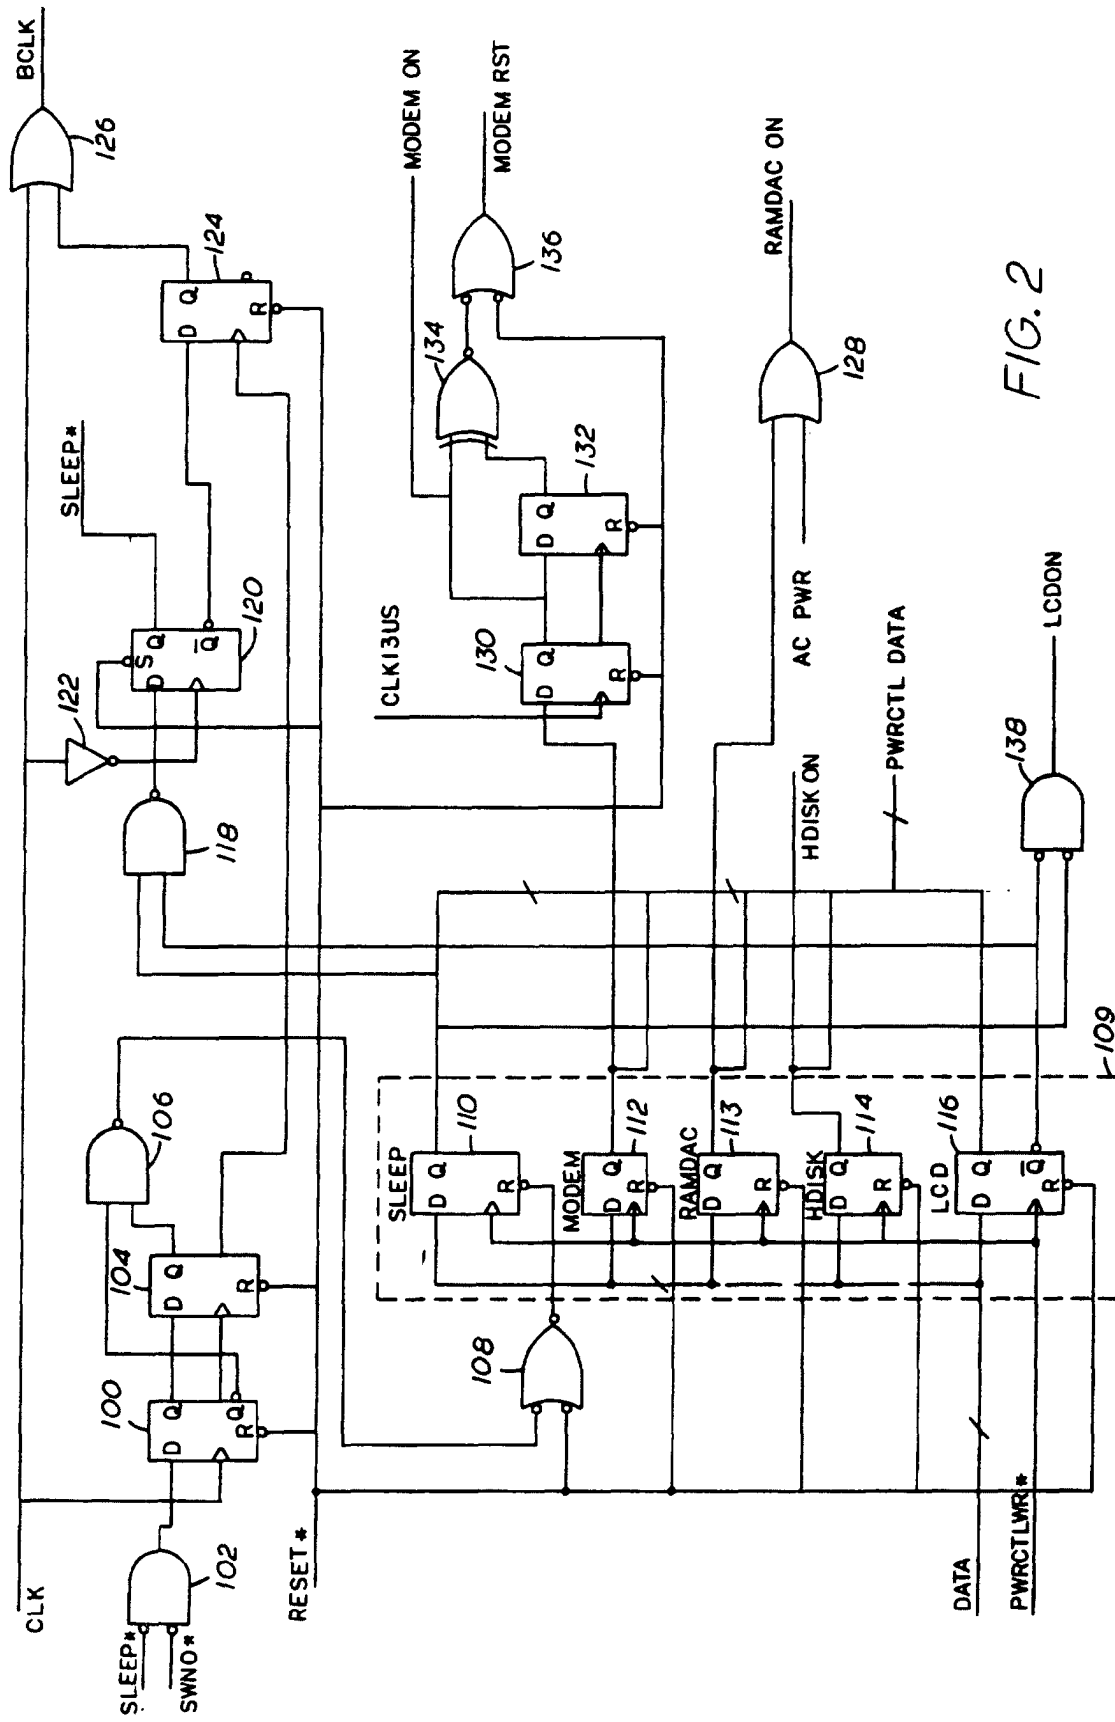 CLK
BCLK
126
SLEEP*
SWNO*
102
D Q
100
Q
R
D Q
104
R
106
118
122
S
D Q
Q
120
SLEEP*
D Q
124
R
RESET*
108
CLK13US
D Q
130
R
D Q
132
R
134
136
MODEM ON
MODEM RST
SLEEP
D Q
110
R
MODEM
D Q
112
R
RAMDAC
D Q
113
R
HDISK
D Q
114
R
LCD
D Q
116
Q
R
109
AC PWR
128
RAMDAC ON
HDISK ON
PWRCTL DATA
138
LCDON
DATA
PWRCTLWR*
FIG. 2